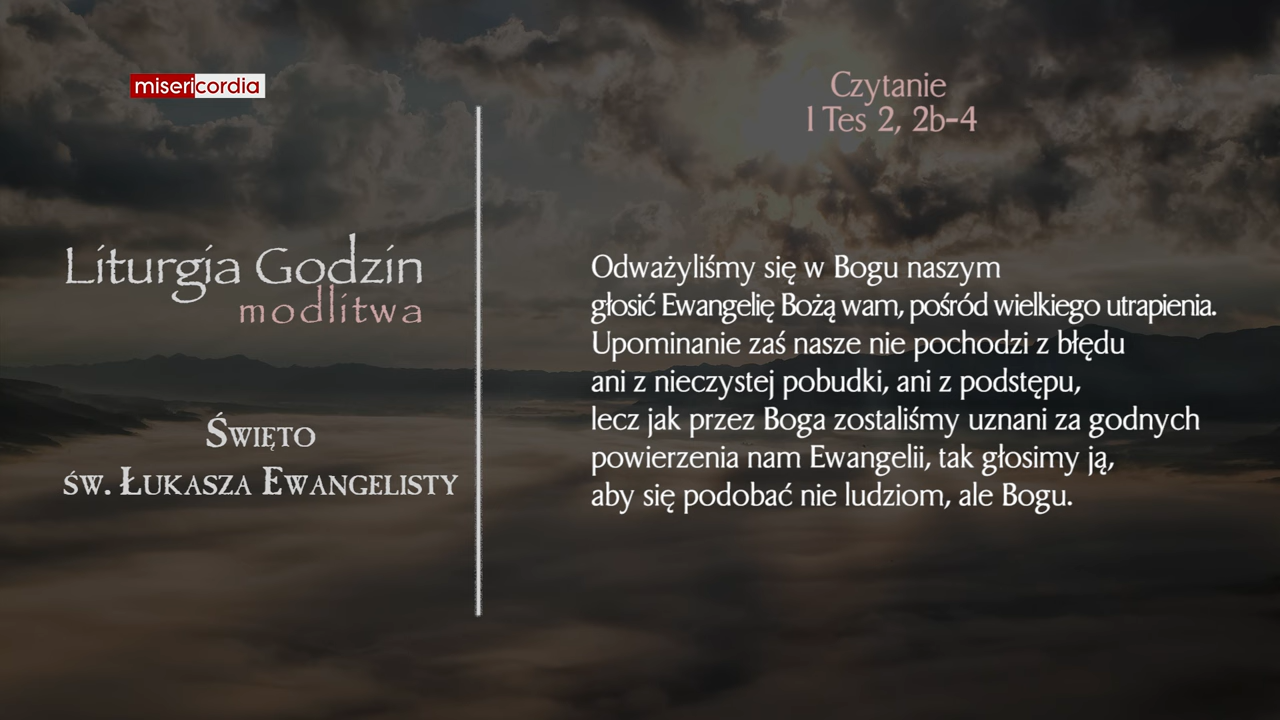 misericordia
Liturgia Godzin
modlitwa
Święto
św. Łukasza Ewangelisty
Czytanie
1 Tes 2, 2b-4
Odważyliśmy się w Bogu naszym
głosić Ewangelię Bożą wam, pośród wielkiego utrapienia.
Upominanie zaś nasze nie pochodzi z błędu
ani z nieczystej pobudki, ani z podstępu,
lecz jak przez Boga zostaliśmy uznani za godnych
powierzenia nam Ewangelii, tak głosimy ją,
aby się podobać nie ludziom, ale Bogu.